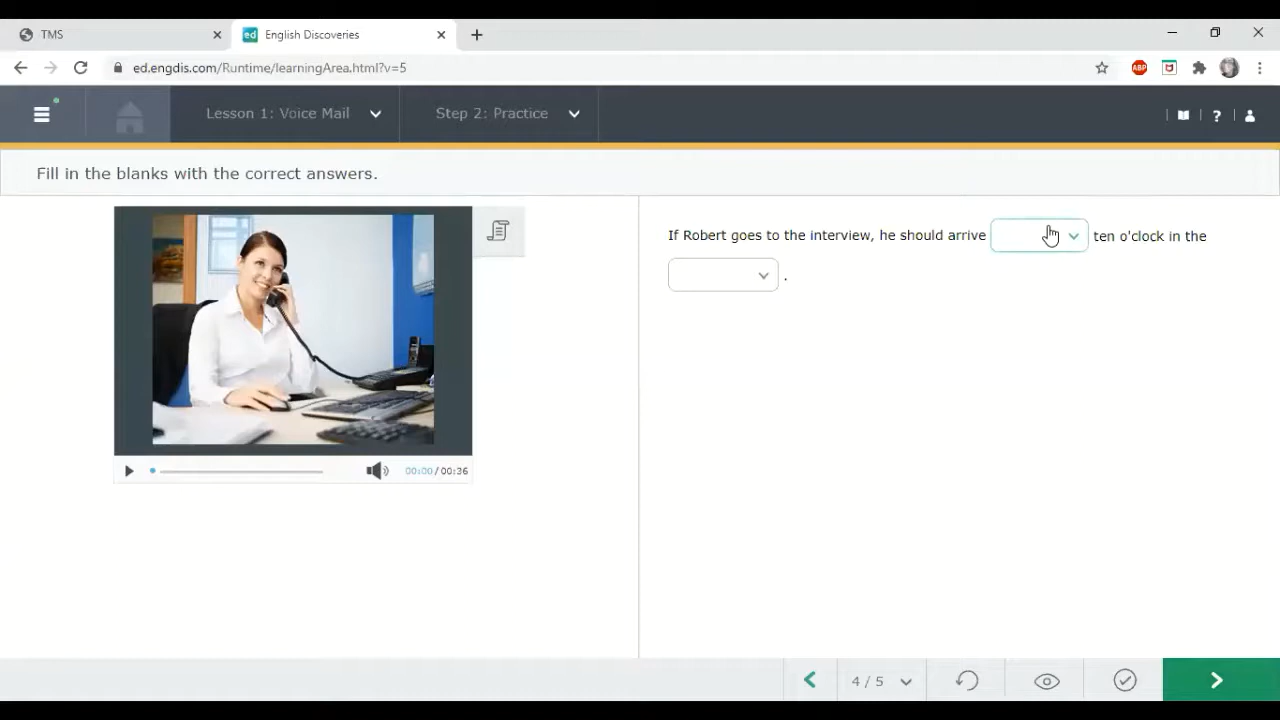 TMS
ed English Discoveries
ed.engdis.com/Runtime/learningArea.html?v=5
ABP
Lesson 1: Voice Mail
Step 2: Practice
?
Fill in the blanks with the correct answers.
If Robert goes to the interview, he should arrive ten o'clock in the
.
00:00 / 00:36
4 / 5